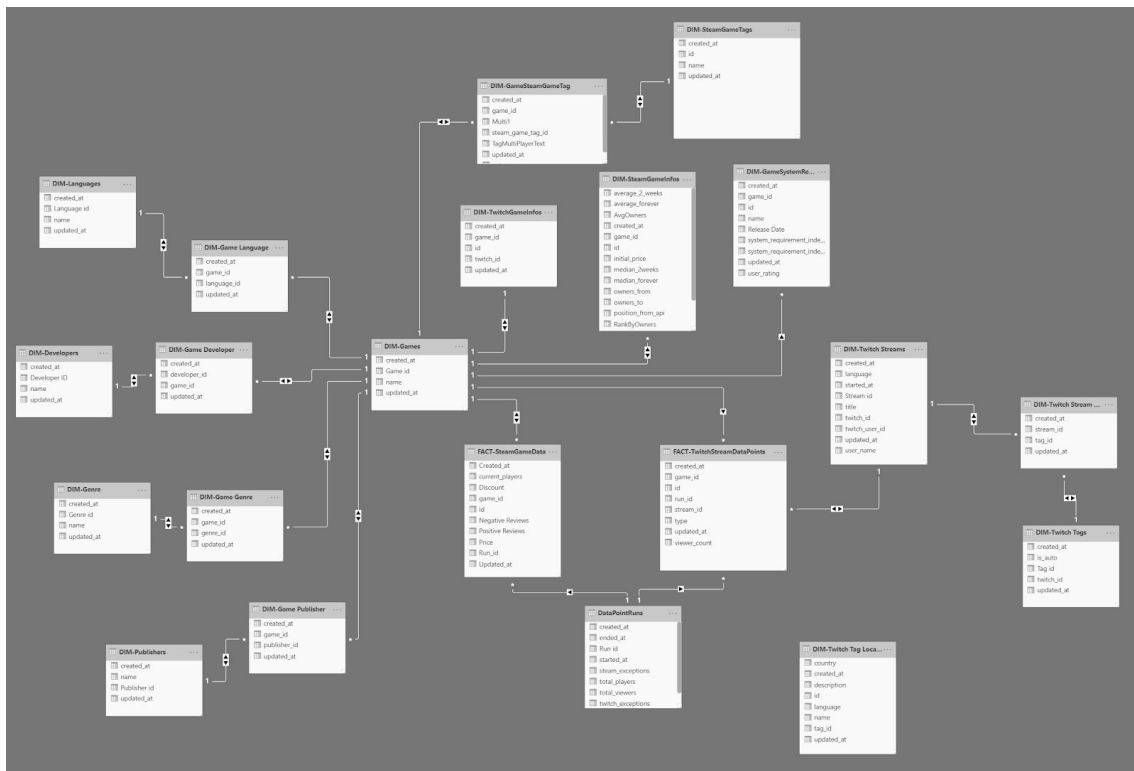 DIM-SteamGameTags
created_at
id
name
updated_at
DIM-GameSteamGameTag
created_at
game_id
Multi1
steam_game_tag_id
TagMultiPlayerText
updated_at
DIM-Languages
created_at
Language id
name
updated_at
DIM-Game Language
created_at
game_id
language_id
updated_at
DIM-TwitchGameInfos
created_at
game_id
id
twitch_id
updated_at
DIM-SteamGameInfos
average_2_weeks
average_forever
AvgOwners
created_at
game_id
id
initial_price
median_2weeks
median_forever
owners_from
owners_to
position_from_api
RankByOwners
DIM-GameSystemRe...
created_at
game_id
id
name
Release Date
system_requirement_inde...
system_requirement_inde...
updated_at
user_rating
DIM-Developers
created_at
Developer ID
name
updated_at
DIM-Game Developer
created_at
developer_id
game_id
updated_at
DIM-Games
created_at
Game id
name
updated_at
DIM-Twitch Streams
created_at
language
started_at
Stream id
title
twitch_id
twitch_user_id
updated_at
user_name
DIM-Twitch Stream ...
created_at
stream_id
tag_id
updated_at
DIM-Genre
created_at
Genre id
name
updated_at
DIM-Game Genre
created_at
game_id
genre_id
updated_at
FACT-SteamGameData
Created_at
current_players
Discount
game_id
id
Negative Reviews
Positive Reviews
Price
Run_id
Updated_at
FACT-TwitchStreamDataPoints
created_at
game_id
id
run_id
stream_id
type
updated_at
viewer_count
DIM-Twitch Tags
created_at
is_auto
Tag id
twitch_id
updated_at
DIM-Publishers
created_at
name
Publisher id
updated_at
DIM-Game Publisher
created_at
game_id
publisher_id
updated_at
DataPointRuns
created_at
ended_at
Run id
started_at
steam_exceptions
total_players
total_viewers
twitch_exceptions
DIM-Twitch Tag Loca...
country
created_at
description
id
language
name
tag_id
updated_at